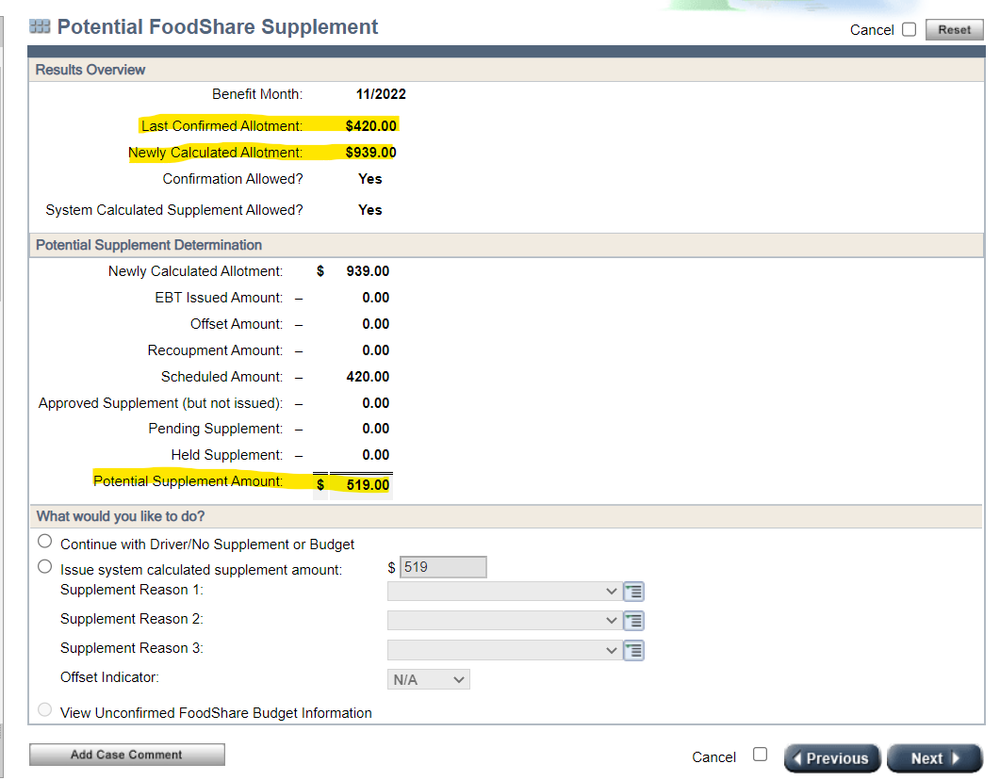 Potential FoodShare Supplement
Cancel Reset
Results Overview
Benefit Month: 11/2022
Last Confirmed Allotment: $420.00
Newly Calculated Allotment: $939.00
Confirmation Allowed? Yes
System Calculated Supplement Allowed? Yes
Potential Supplement Determination
Newly Calculated Allotment: $ 939.00
EBT Issued Amount: – 0.00
Offset Amount: – 0.00
Recoupment Amount: – 0.00
Scheduled Amount: – 420.00
Approved Supplement (but not issued): – 0.00
Pending Supplement: – 0.00
Held Supplement: – 0.00
Potential Supplement Amount: $ 519.00
What would you like to do?
Continue with Driver/No Supplement or Budget
Issue system calculated supplement amount: $ 519
Supplement Reason 1:
Supplement Reason 2:
Supplement Reason 3:
Offset Indicator: N/A
View Unconfirmed FoodShare Budget Information
Add Case Comment Cancel Previous Next